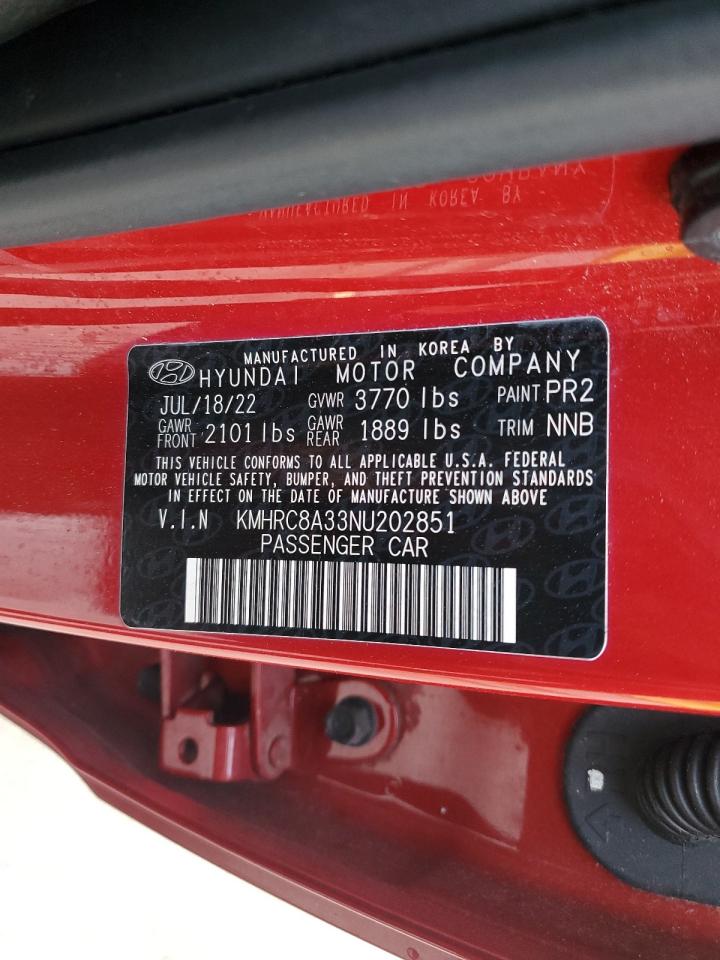 MANUFACTURED IN KOREA BY
HYUNDAI MOTOR COMPANY
JUL/18/22 GVWR 3770 lbs PAINT PR2
GAWR FRONT 2101 lbs GAWR REAR 1889 lbs TRIM NNB
THIS VEHICLE CONFORMS TO ALL APPLICABLE U.S.A. FEDERAL
MOTOR VEHICLE SAFETY, BUMPER, AND THEFT PREVENTION STANDARDS
IN EFFECT ON THE DATE OF MANUFACTURE SHOWN ABOVE
V.I.N KMHRC8A33NU202851
PASSENGER CAR